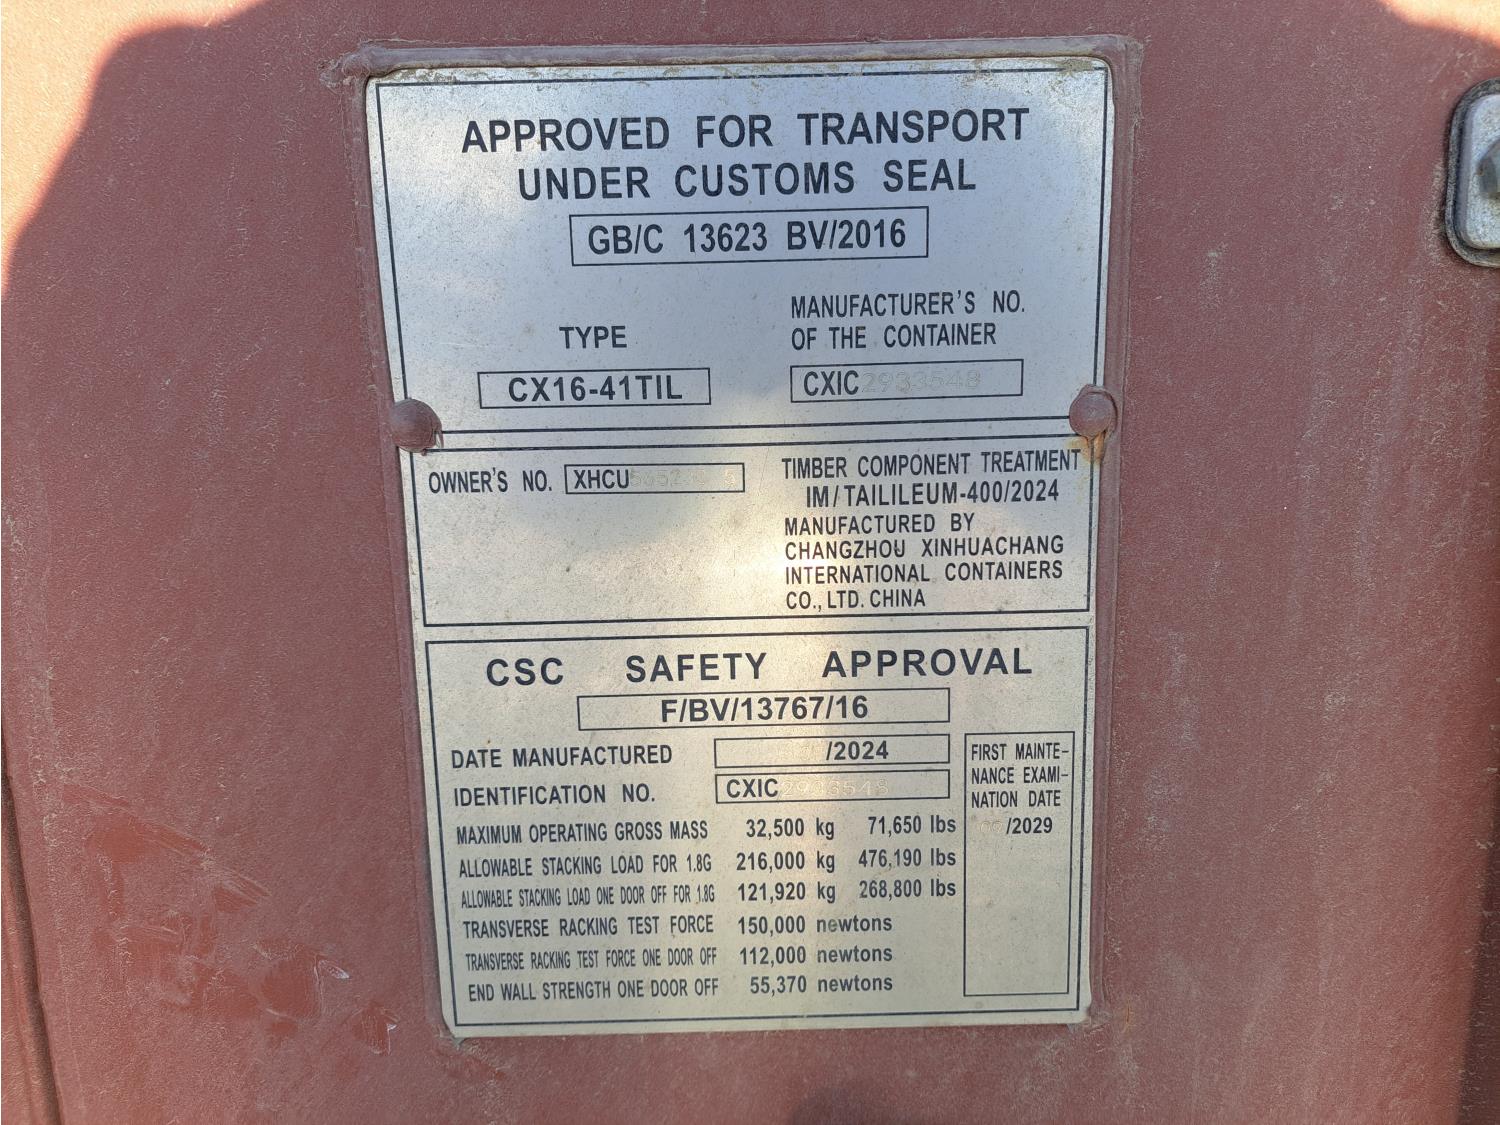 APPROVED FOR TRANSPORT
UNDER CUSTOMS SEAL
GB/C 13623 BV/2016
TYPE
CX16-41TIL
MANUFACTURER'S NO.
OF THE CONTAINER
CXIC 2933548
OWNER'S NO. XHCU
TIMBER COMPONENT TREATMENT
IM/TAILILEUM-400/2024
MANUFACTURED BY
CHANGZHOU XINHUACHANG
INTERNATIONAL CONTAINERS
CO., LTD. CHINA
CSC SAFETY APPROVAL
F/BV/13767/16
DATE MANUFACTURED /2024
IDENTIFICATION NO. CXIC 2933548
MAXIMUM OPERATING GROSS MASS 32,500 kg 71,650 lbs
ALLOWABLE STACKING LOAD FOR 1.8G 216,000 kg 476,190 lbs
ALLOWABLE STACKING LOAD ONE DOOR OFF FOR 1.8G 121,920 kg 268,800 lbs
TRANSVERSE RACKING TEST FORCE 150,000 newtons
TRANSVERSE RACKING TEST FORCE ONE DOOR OFF 112,000 newtons
END WALL STRENGTH ONE DOOR OFF 55,370 newtons
FIRST MAINTE-
NANCE EXAMI-
NATION DATE
/2029